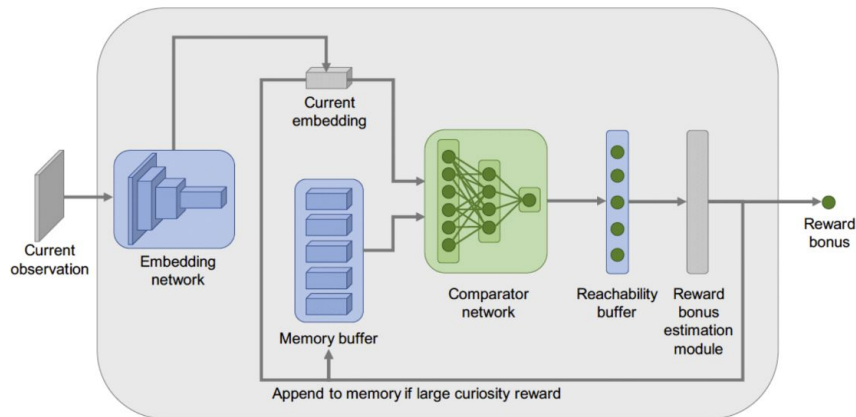 Current
embedding
Current
observation
Embedding
network
Memory buffer
Comparator
network
Reachability
buffer
Reward
bonus
estimation
module
Reward
bonus
Append to memory if large curiosity reward